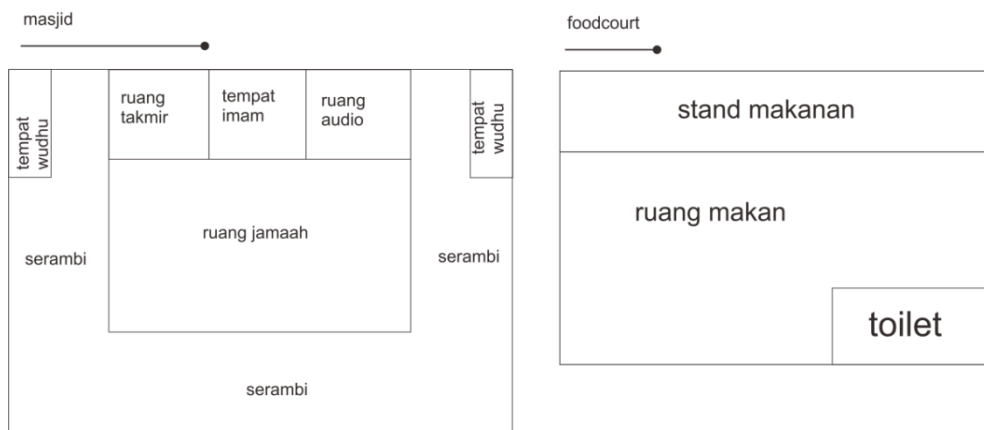 masjid
ruang
takmir
tempat
imam
ruang
audio
tempat
wudhu
tempat
wudhu
ruang jamaah
serambi
serambi
serambi
foodcourt
stand makanan
ruang makan
toilet